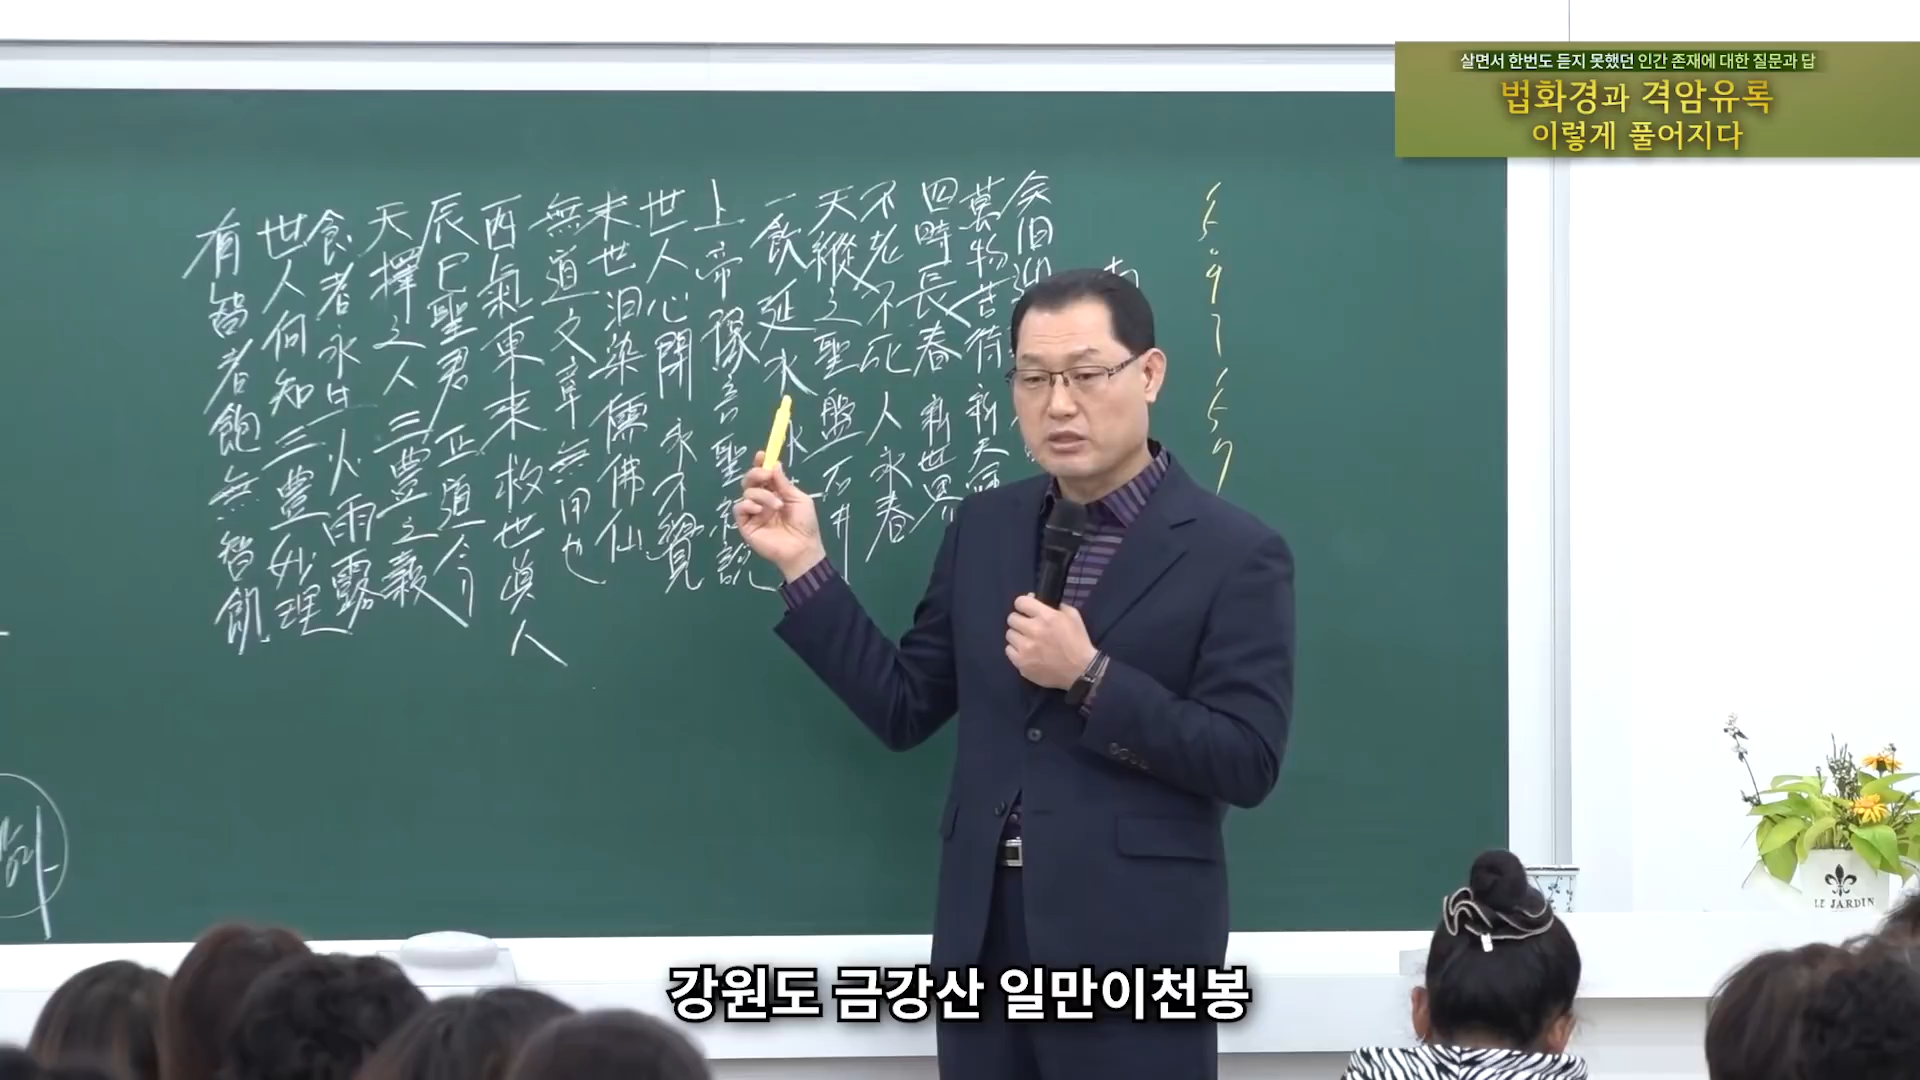 살면서 한번도 듣지 못했던 인간 존재에 대한 질문과 답
법화경과 격암유록
이렇게 풀어지다
萬物苦待新天
四時長春新世界
不老不死人永春
天縱之聖盤石井
一飮延水
上帝豫言聖經說
世人心閉永不覺
末世汨染儒佛仙
無道文章無用也
西氣東來救世眞人
辰巳聖君正道令
天擇之人三豊之穀
食者永生火雨露
世人何知三豊妙理
有智者飽無智飢
강원도 금강산 일만이천봉
LE JARDIN